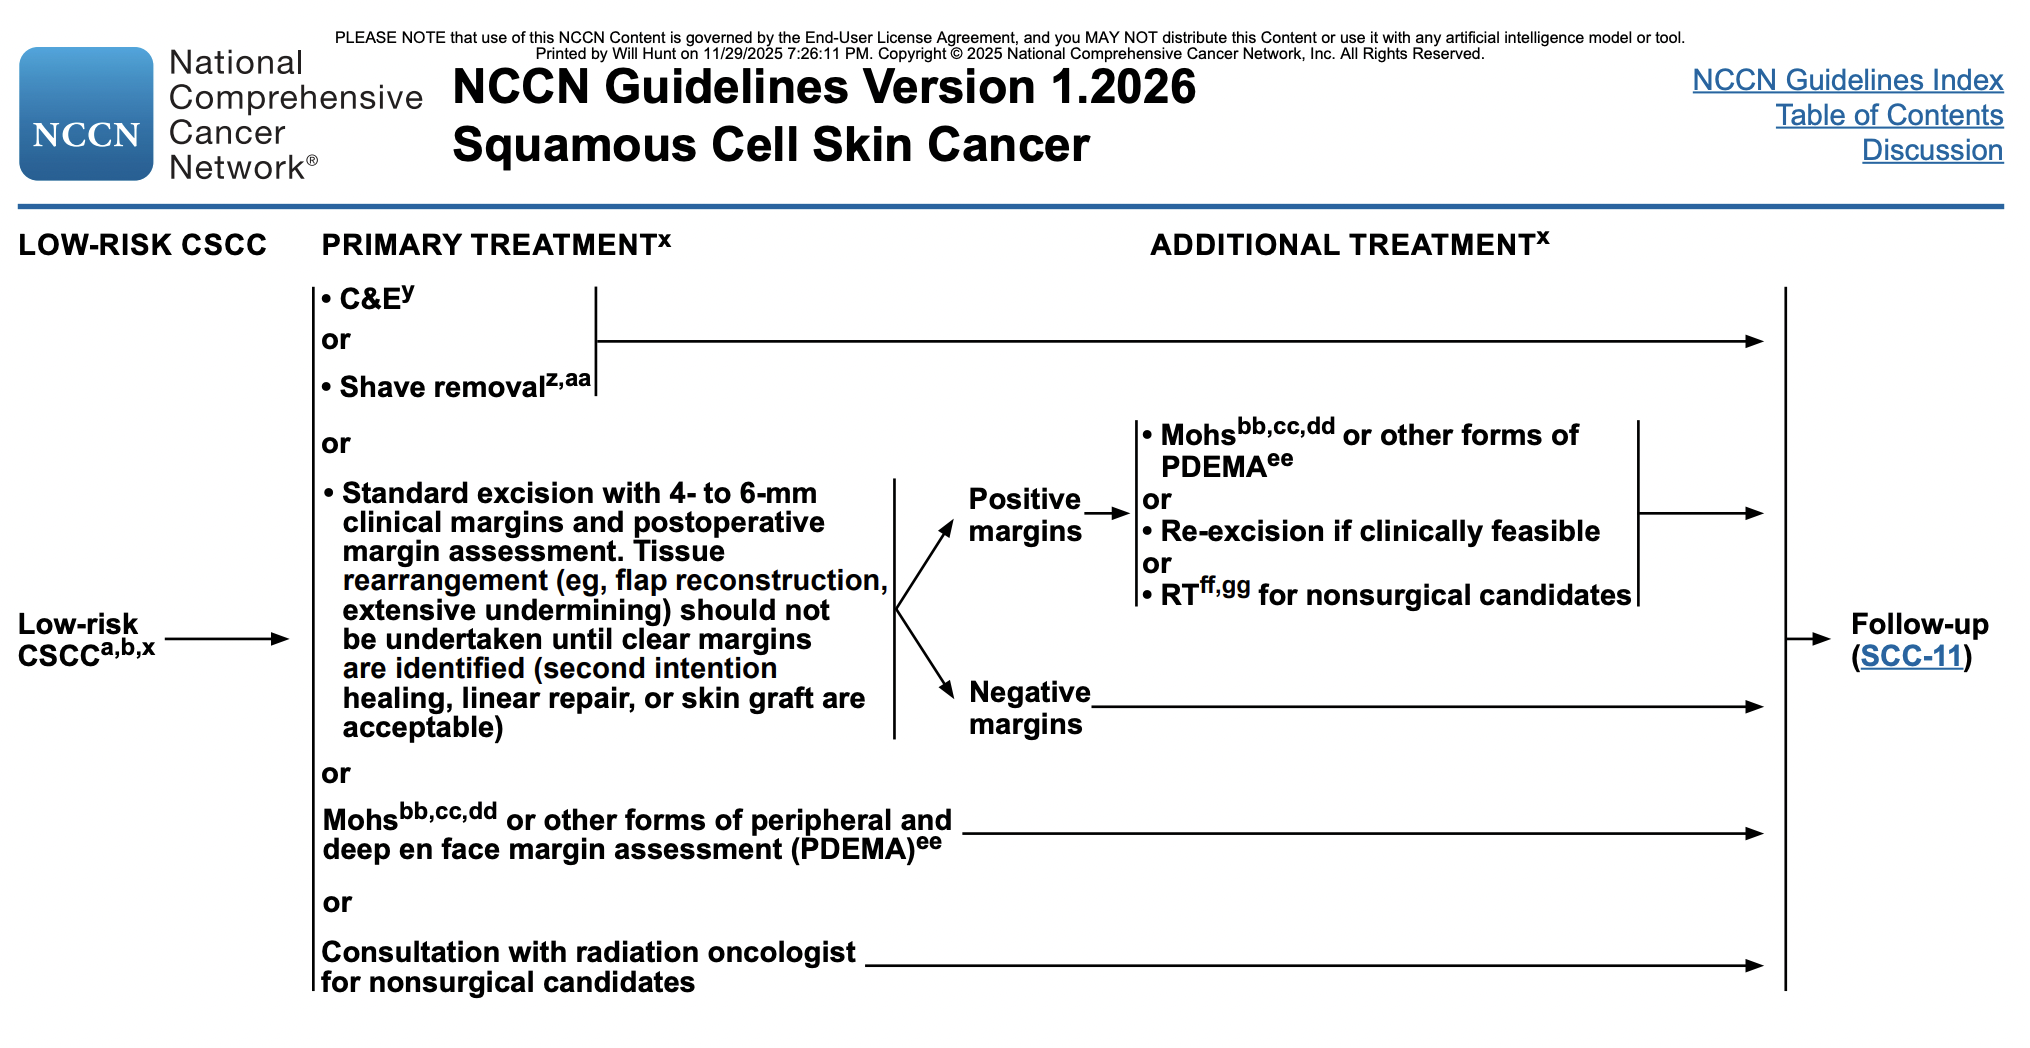 PLEASE NOTE that use of this NCCN Content is governed by the End-User License Agreement, and you MAY NOT distribute this Content or use it with any artificial intelligence model or tool.
Printed by Will Hunt on 11/29/2025 7:26:11 PM. Copyright © 2025 National Comprehensive Cancer Network, Inc. All Rights Reserved.
NCCN
National
Comprehensive
Cancer
Network®
NCCN Guidelines Version 1.2026
Squamous Cell Skin Cancer
NCCN Guidelines Index
Table of Contents
Discussion
LOW-RISK CSCC
PRIMARY TREATMENTx
ADDITIONAL TREATMENTx
Low-risk
CSCCa,b,x
• C&Ey
or
• Shave removalz,aa
or
• Standard excision with 4- to 6-mm
clinical margins and postoperative
margin assessment. Tissue
rearrangement (eg, flap reconstruction,
extensive undermining) should not
be undertaken until clear margins
are identified (second intention
healing, linear repair, or skin graft are
acceptable)
or
Mohsbb,cc,dd or other forms of peripheral and
deep en face margin assessment (PDEMA)ee
or
Consultation with radiation oncologist
for nonsurgical candidates
Positive
margins
Negative
margins
• Mohsbb,cc,dd or other forms of
PDEMAee
or
• Re-excision if clinically feasible
or
• RTff,gg for nonsurgical candidates
Follow-up
(SCC-11)